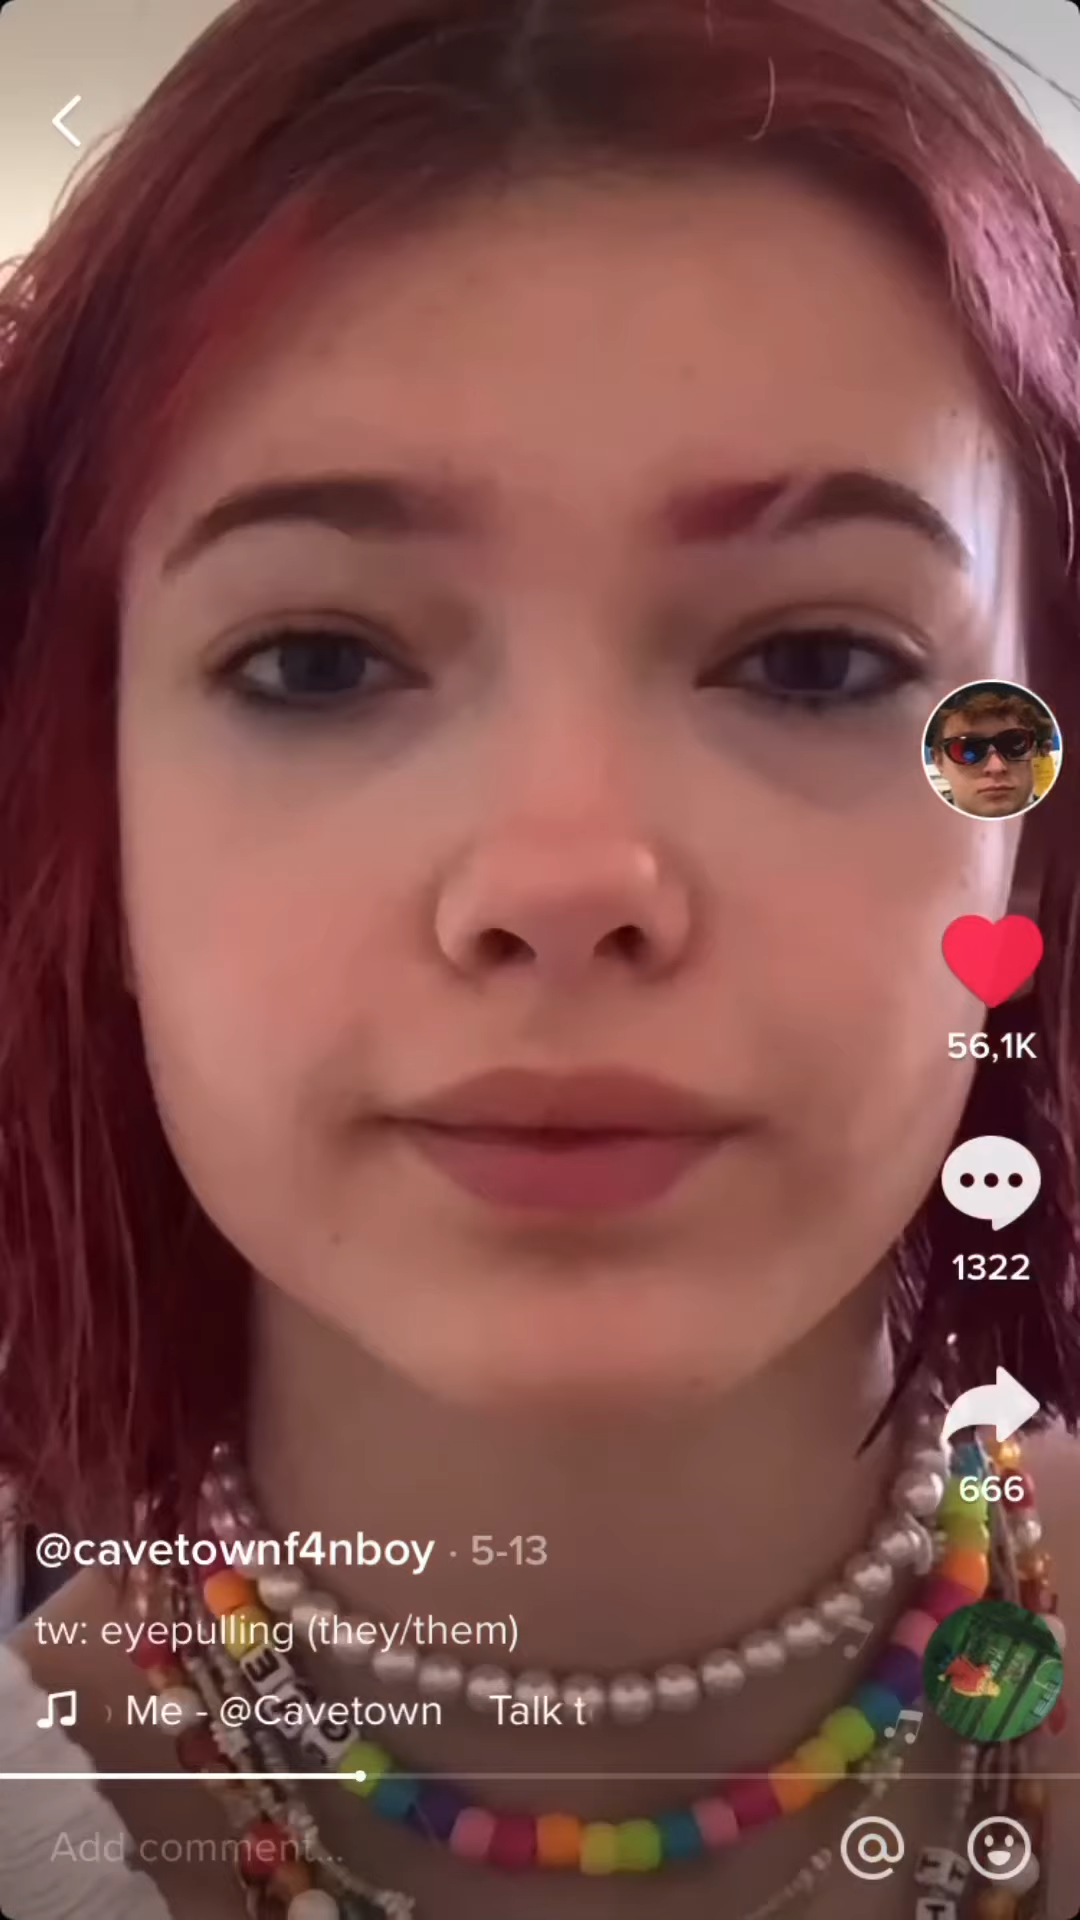 56,1K
1322
666
@cavetownf4nboy · 5-13
tw: eyepulling (they/them)
Me - @Cavetown Talk t
Add comment...